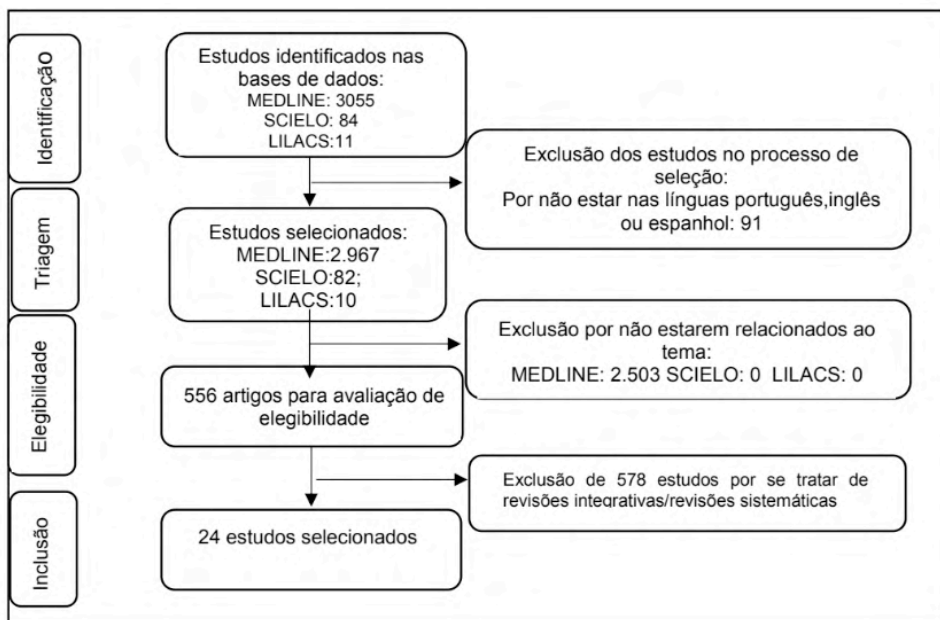 Identificação
Estudos identificados nas
bases de dados:
MEDLINE: 3055
SCIELO: 84
LILACS:11
Exclusão dos estudos no processo de
seleção:
Por não estar nas línguas português,inglês
ou espanhol: 91
Triagem
Estudos selecionados:
MEDLINE:2.967
SCIELO:82;
LILACS:10
Exclusão por não estarem relacionados ao
tema:
MEDLINE: 2.503 SCIELO: 0 LILACS: 0
Elegibilidade
556 artigos para avaliação de
elegibilidade
Exclusão de 578 estudos por se tratar de
revisões integrativas/revisões sistemáticas
Inclusão
24 estudos selecionados